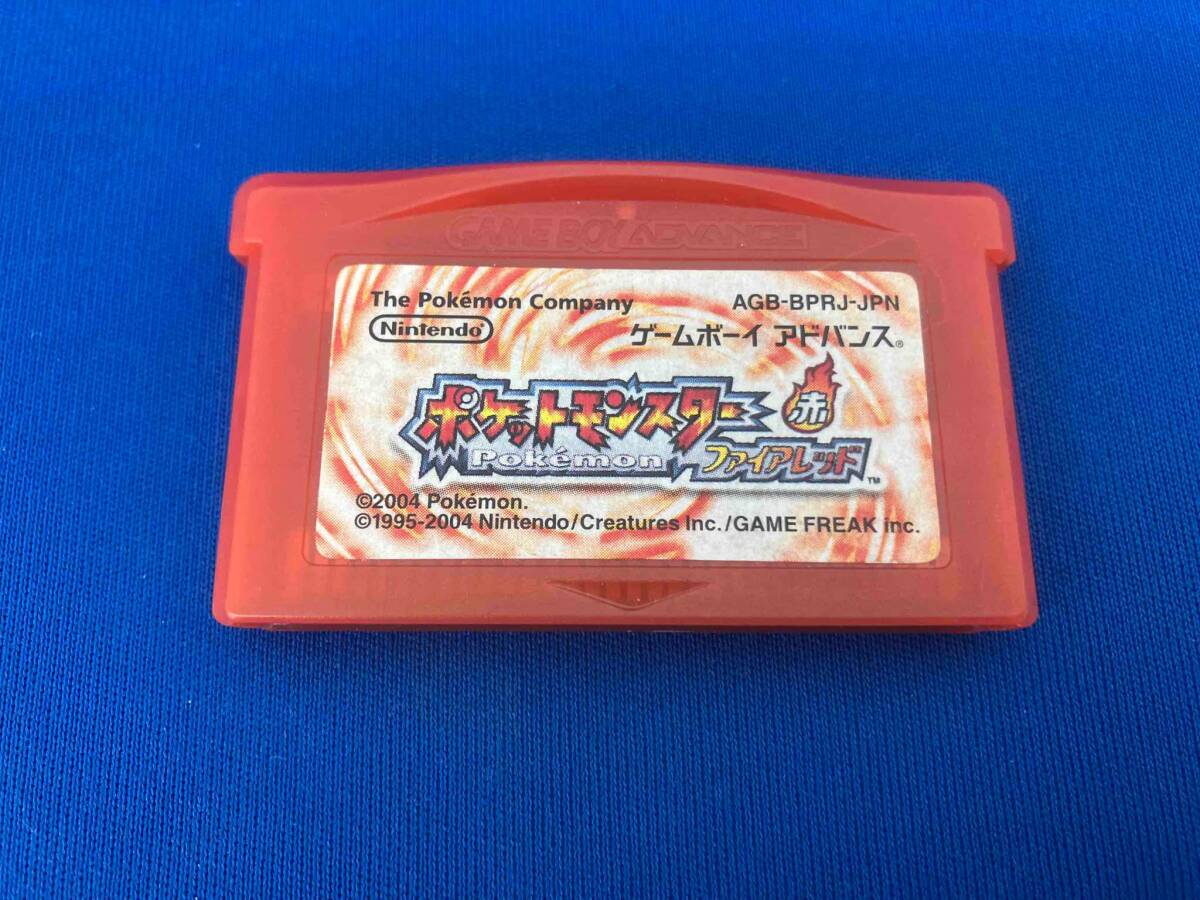 GAME BOY ADVANCE
The Pokémon Company
AGB-BPRJ-JPN
Nintendo®
ゲームボーイ アドバンス®
ポケットモンスター
赤
Pokémon
ファイアレッド™
©2004 Pokémon.
©1995-2004 Nintendo/Creatures Inc./GAME FREAK inc.